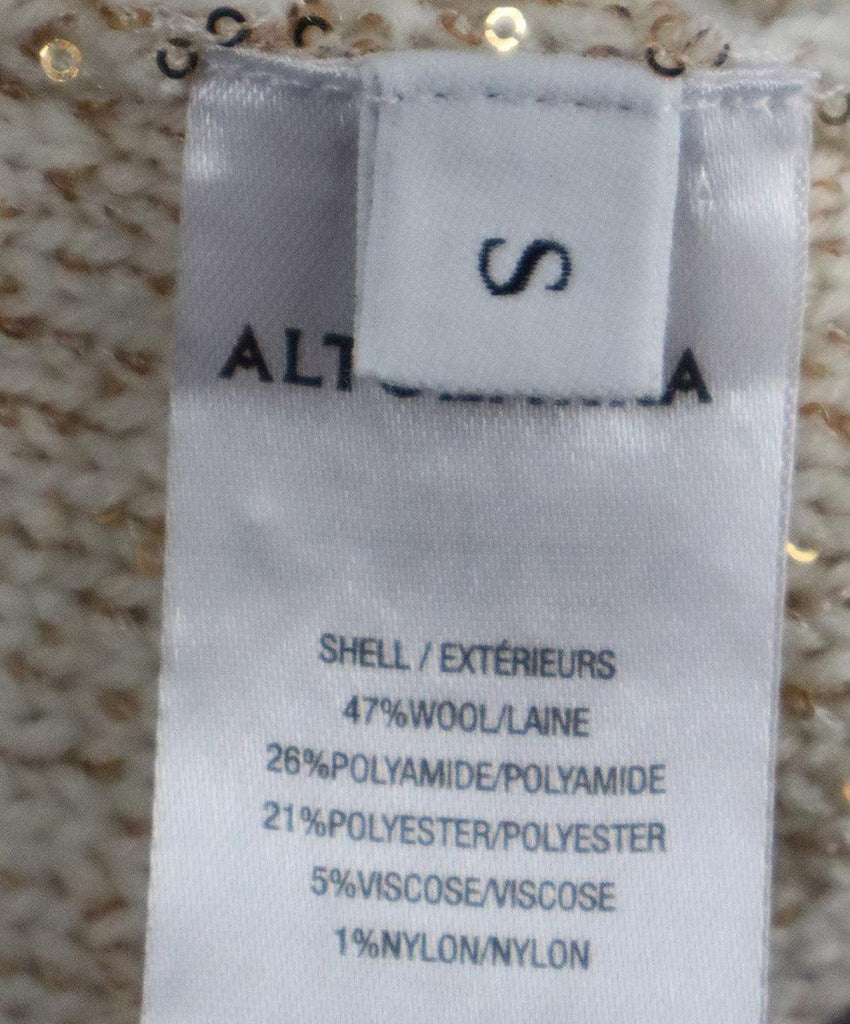 S
SHELL / EXTÉRIEURS
47%WOOL/LAINE
26%POLYAMIDE/POLYAMIDE
21%POLYESTER/POLYESTER
5%VISCOSE/VISCOSE
1%NYLON/NYLON